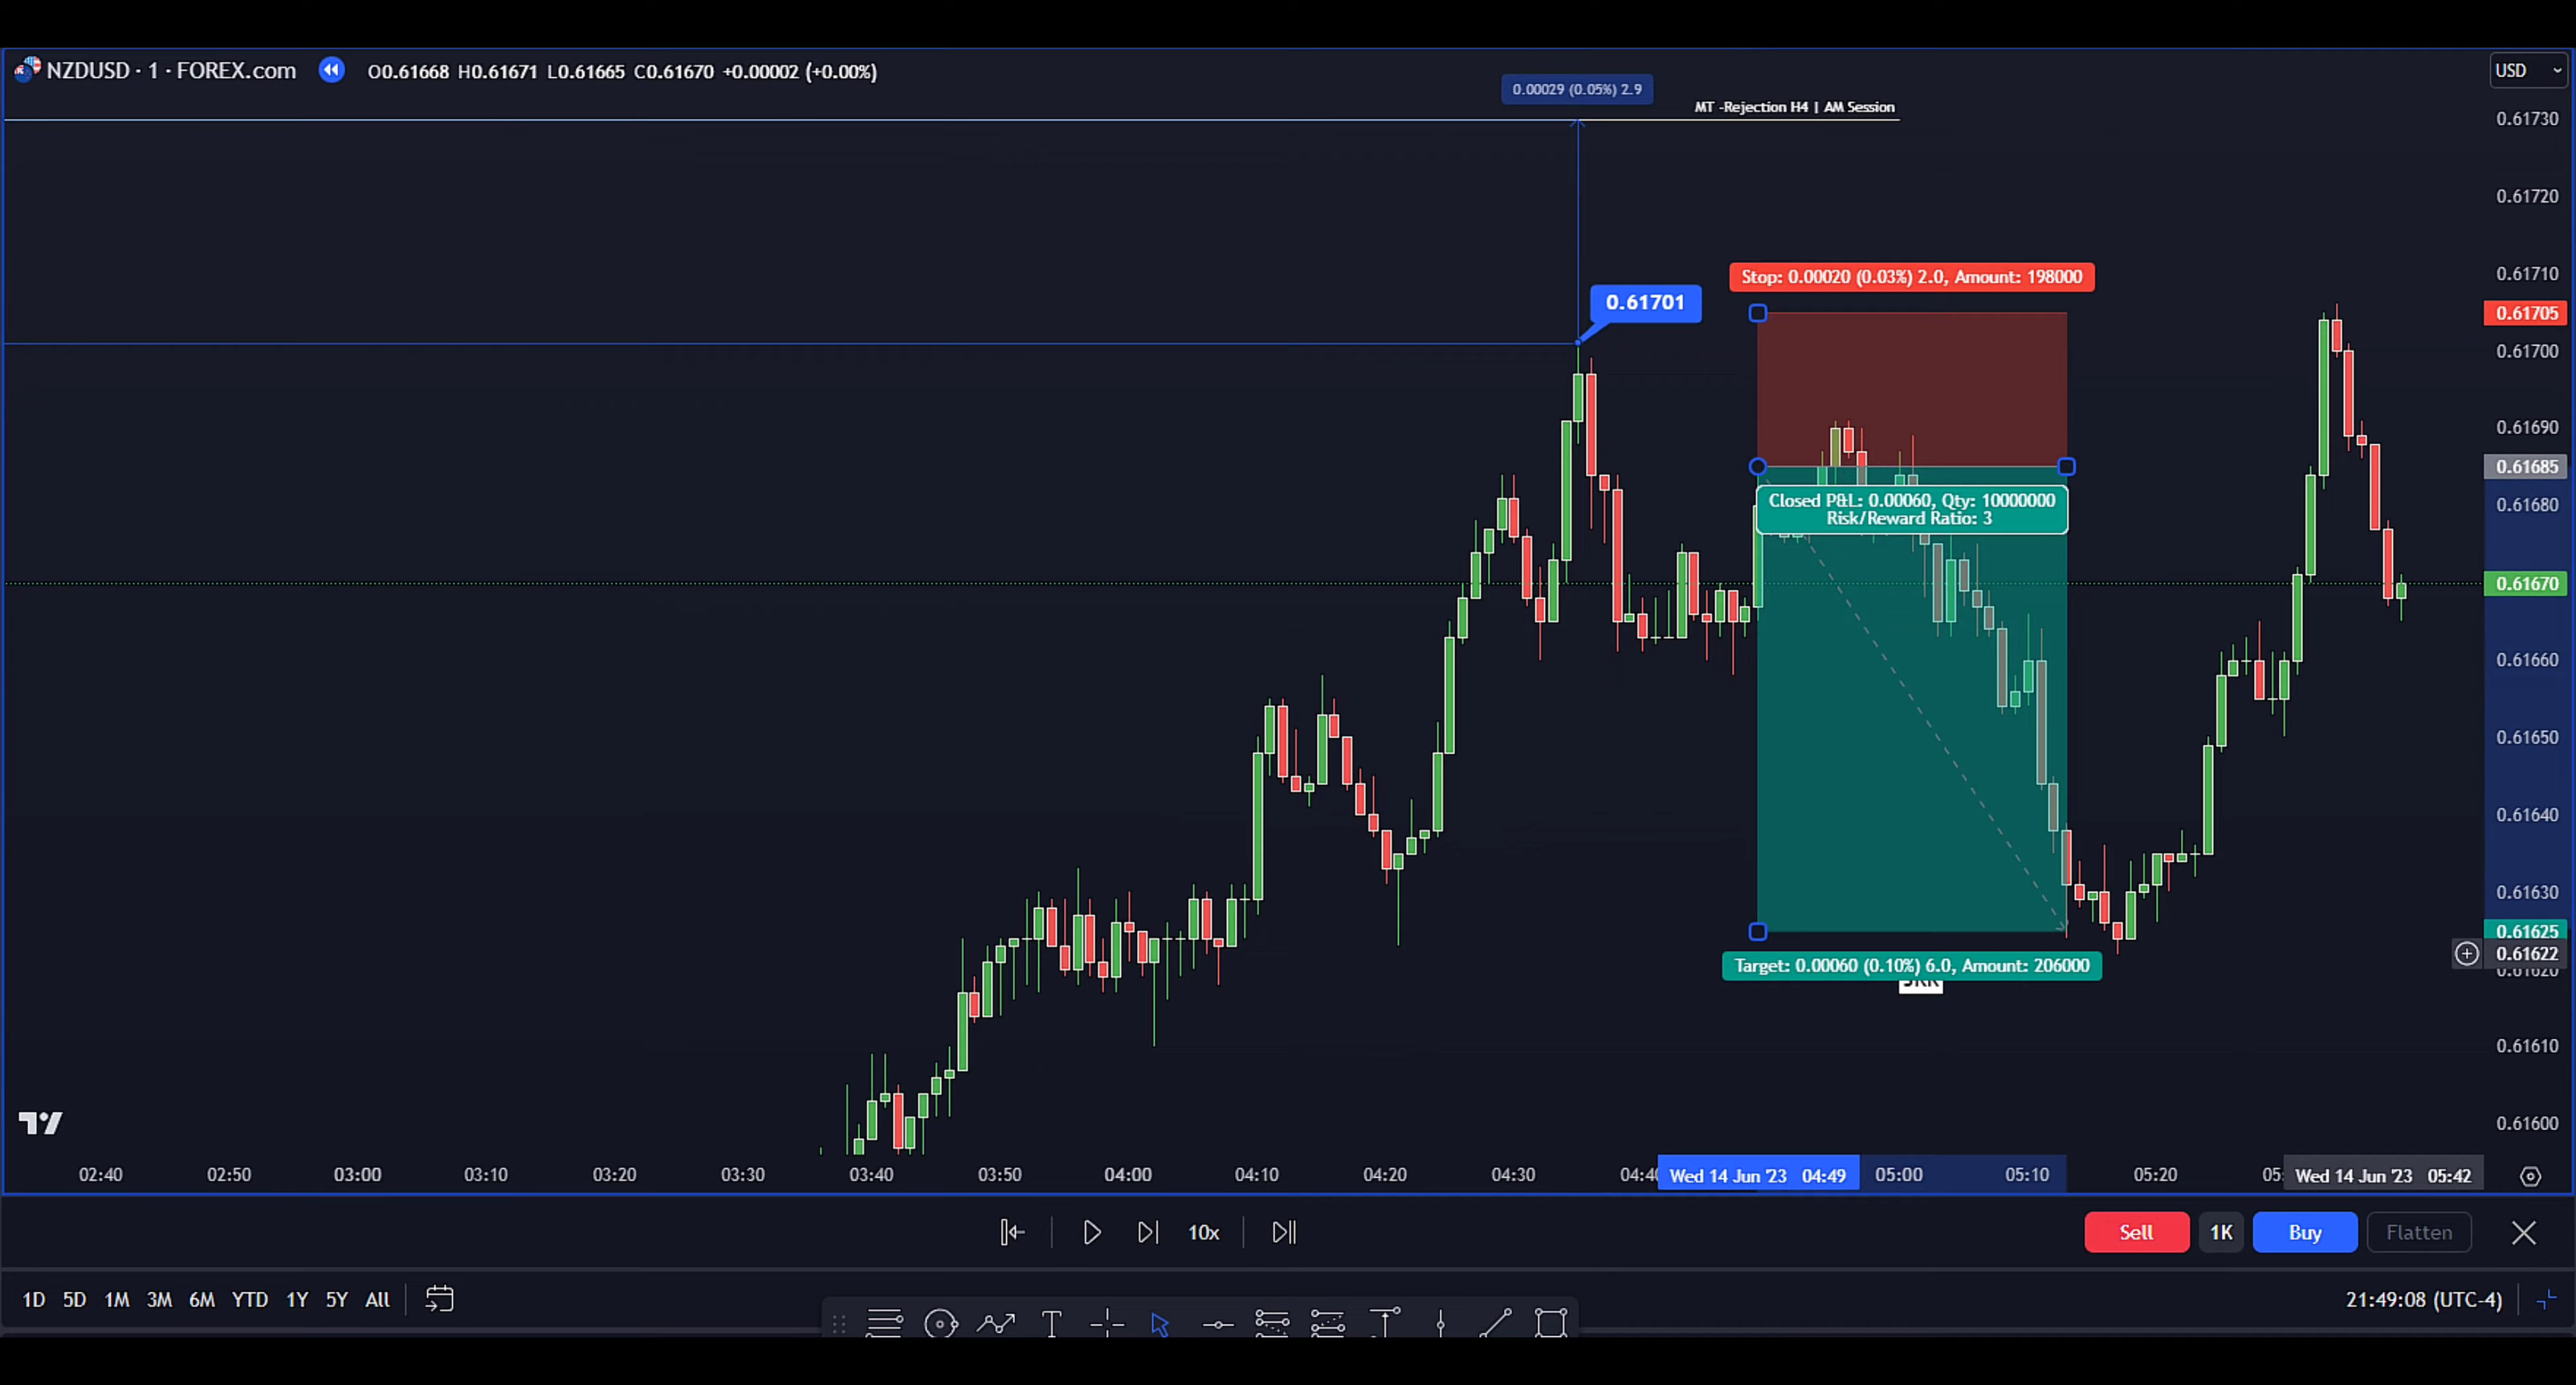 NZDUSD · 1 · FOREX.com O0.61668 H0.61671 L0.61665 C0.61670 +0.00002 (+0.00%)
USD
0.00029 (0.05%) 2.9
MT -Rejection H4 | AM Session
0.61730
0.61720
Stop: 0.00020 (0.03%) 2.0, Amount: 198000
0.61710
0.61701
0.61705
0.61700
0.61690
0.61685
Closed P&L: 0.00060, Qty: 10000000
Risk/Reward Ratio: 3
0.61680
0.61670
0.61660
0.61650
0.61640
0.61630
0.61625
0.61622
0.61620
Target: 0.00060 (0.10%) 6.0, Amount: 206000
0.61610
0.61600
02:40 02:50 03:00 03:10 03:20 03:30 03:40 03:50 04:00 04:10 04:20 04:30 Wed 14 Jun '23 04:49 05:00 05:10 05:20 Wed 14 Jun '23 05:42
10x
Sell 1K Buy Flatten
1D 5D 1M 3M 6M YTD 1Y 5Y All
21:49:08 (UTC-4)